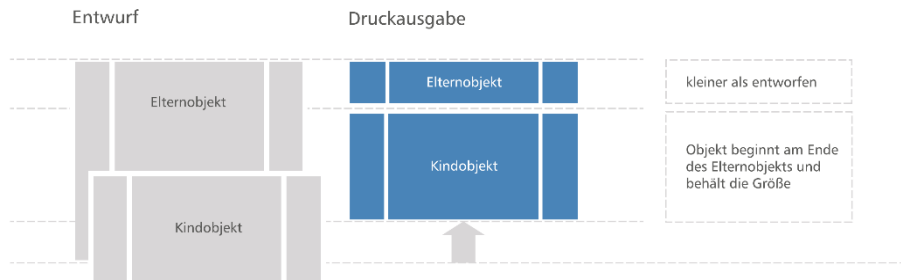 Entwurf
Druckausgabe
Elternobjekt
Elternobjekt
kleiner als entworfen
Kindobjekt
Objekt beginnt am Ende
des Elternobjekts und
behält die Größe
Kindobjekt